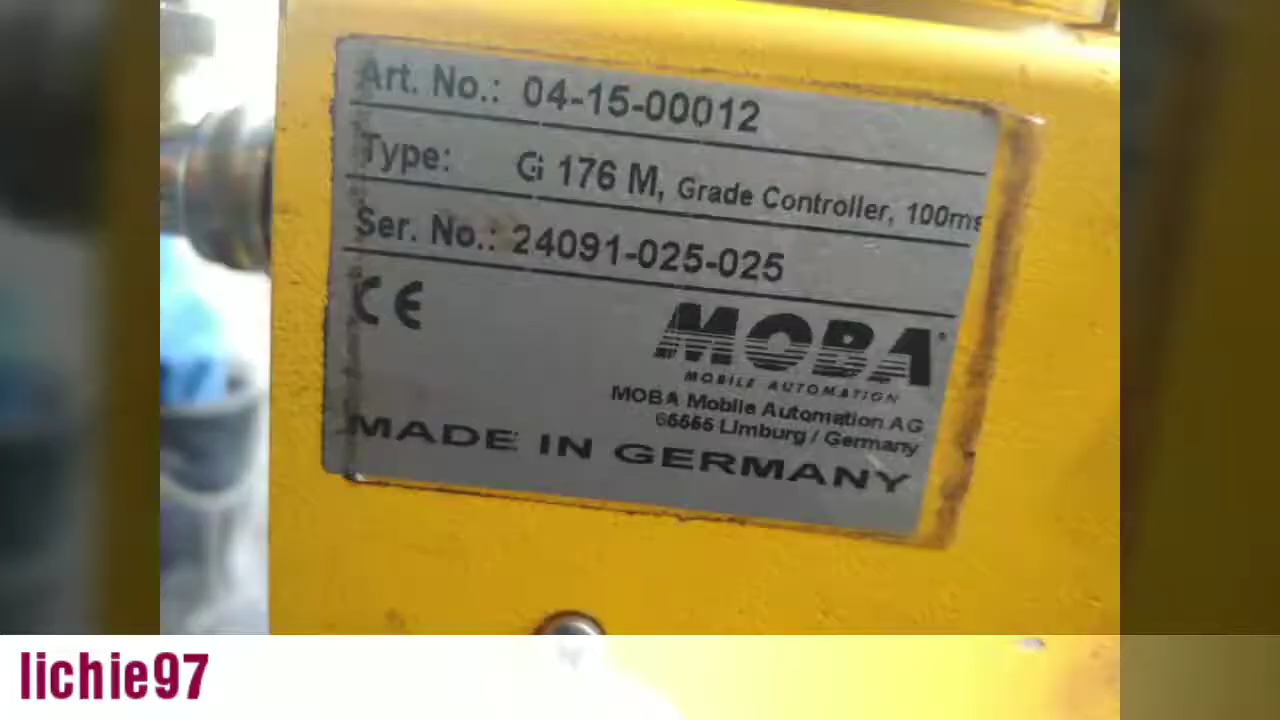 Art. No.: 04-15-00012
Type: Gi 176 M, Grade Controller, 100ms
Ser. No.: 24091-025-025
CE
MOBA®
MOBILE AUTOMATION
MOBA Mobile Automation AG
65555 Limburg / Germany
MADE IN GERMANY
lichie97